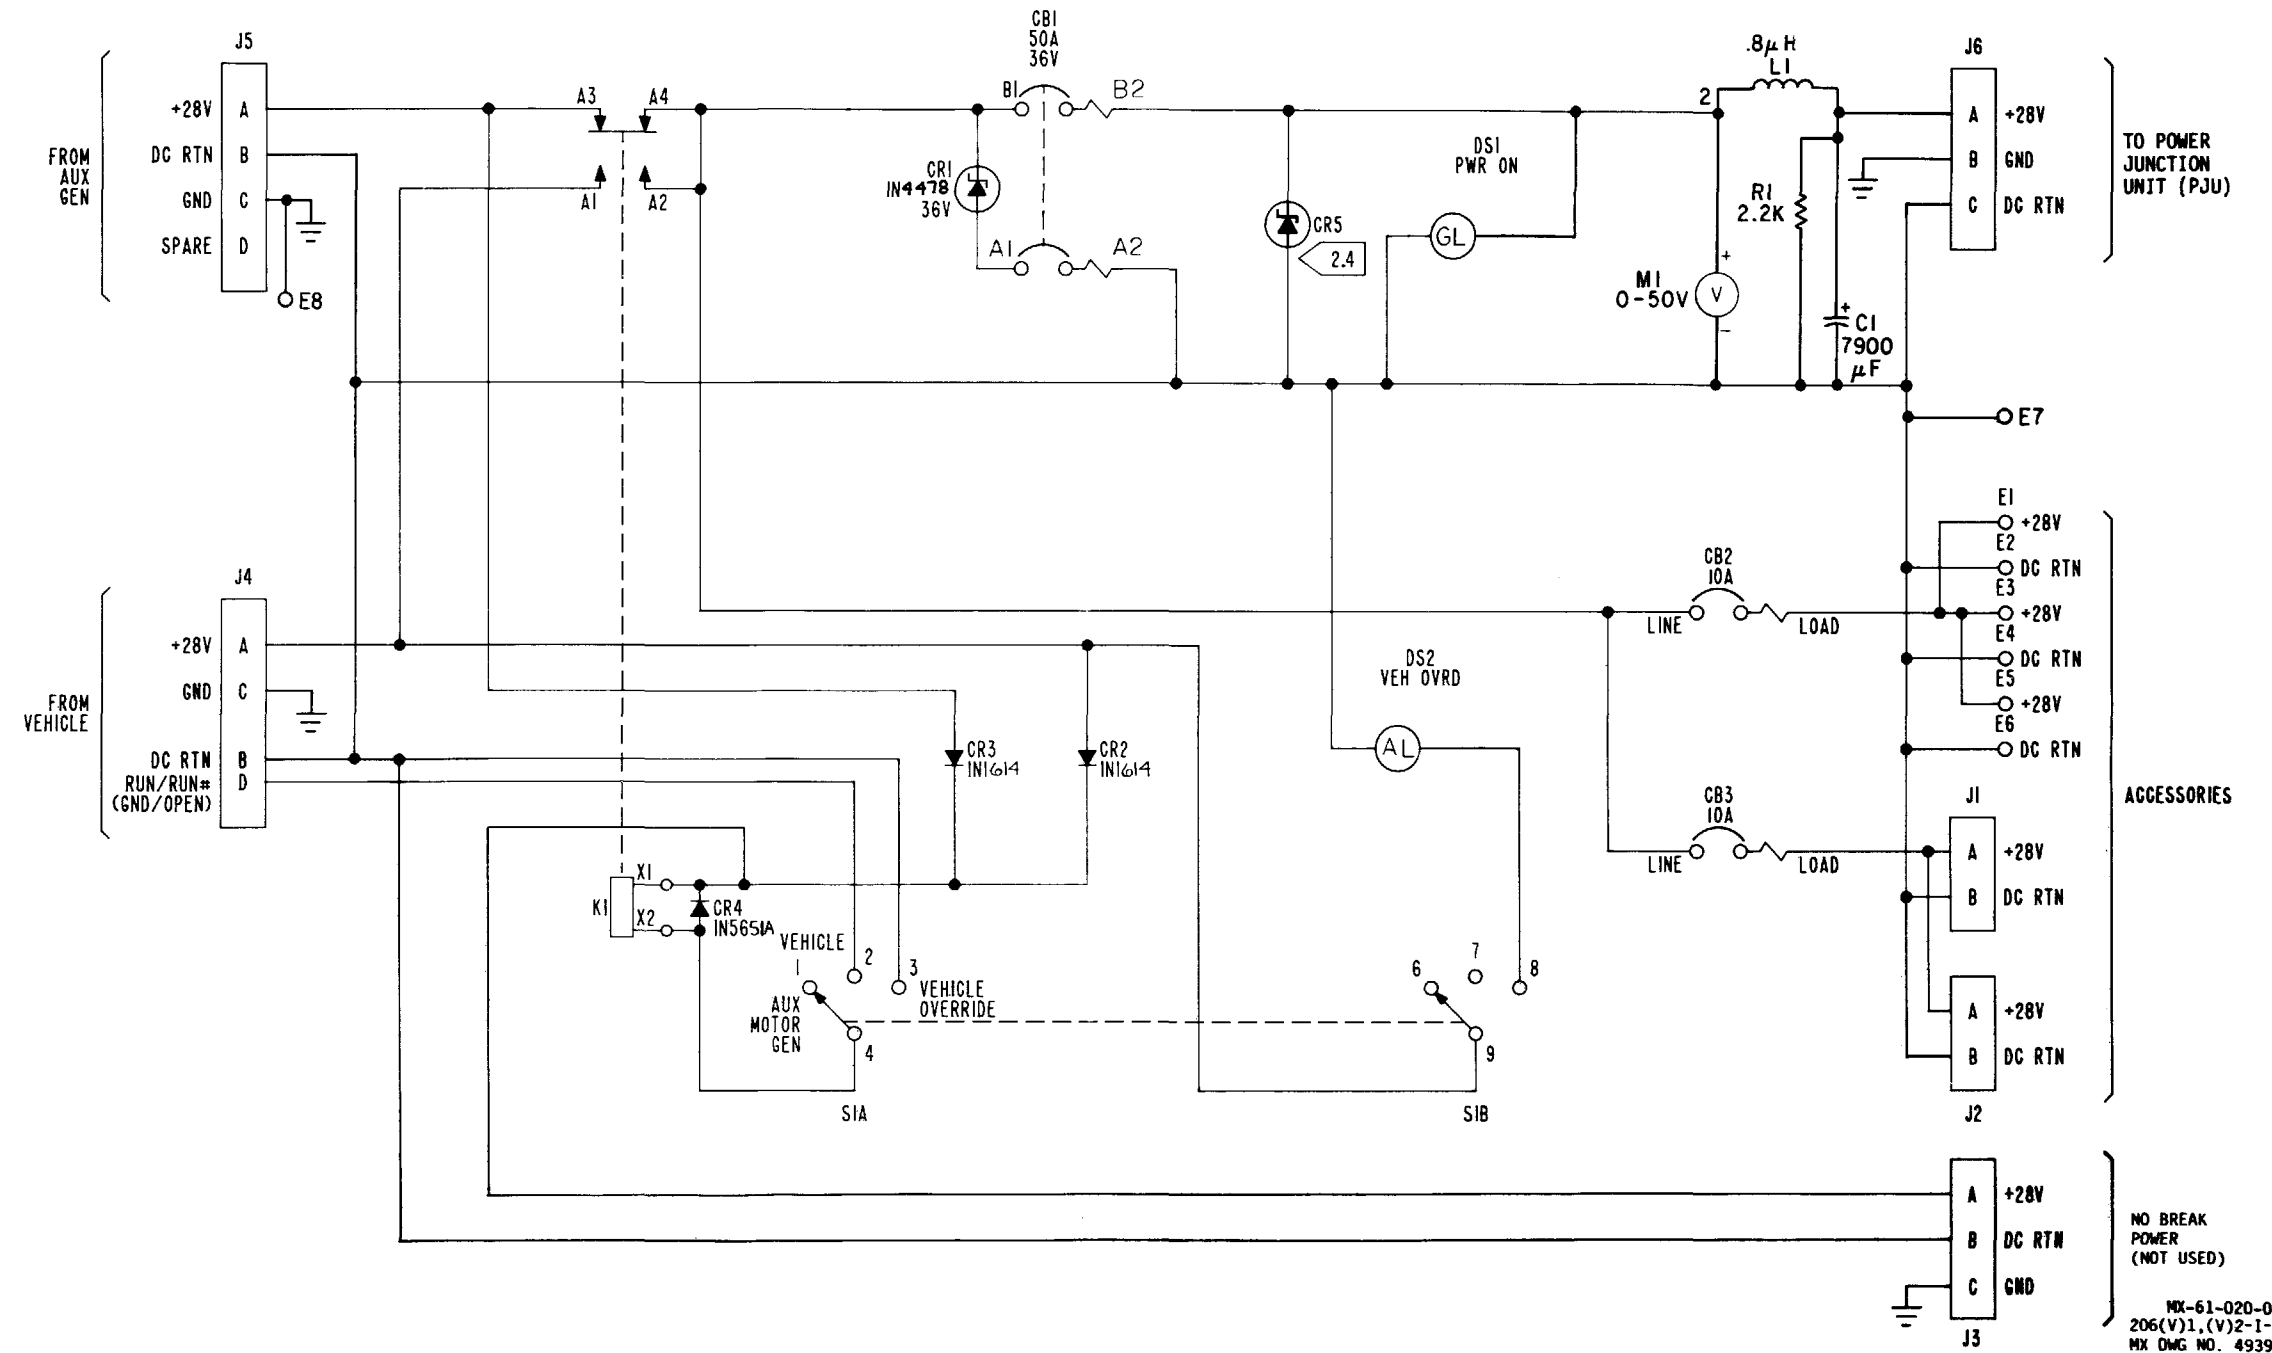 CB1
50A
36V
J5
FROM
AUX
GEN
+28V A
DC RTN B
GND C
SPARE D
E8
A3 A4
A1 A2
B1 B2
CR1
1N4478
36V
A1 A2
CR5
2.4
DS1
PWR ON
GL
.8μH
L1
2
R1
2.2K
M1
0-50V
+
V
–
+
C1
7900
μF
J6
A +28V
B GND
C DC RTN
TO POWER
JUNCTION
UNIT (PJU)
E7
J4
FROM
VEHICLE
+28V A
GND C
DC RTN B
RUN/RUN# D
(GND/OPEN)
CR3
1N1614
CR2
1N1614
DS2
VEH OVRD
AL
CB2
10A
LINE LOAD
CB3
10A
LINE LOAD
E1
+28V
E2
DC RTN
E3
+28V
E4
DC RTN
E5
+28V
E6
DC RTN
ACCESSORIES
J1
A +28V
B DC RTN
A +28V
B DC RTN
J2
K1
X1
X2
CR4
1N5651A
VEHICLE
1 2 3
AUX
MOTOR
GEN
VEHICLE
OVERRIDE
4
S1A
6 7 8
9
S1B
A +28V
B DC RTN
C GND
J3
NO BREAK
POWER
(NOT USED)
MX-61-020-0
206(V)1,(V)2-I-
MX DWG NO. 4939